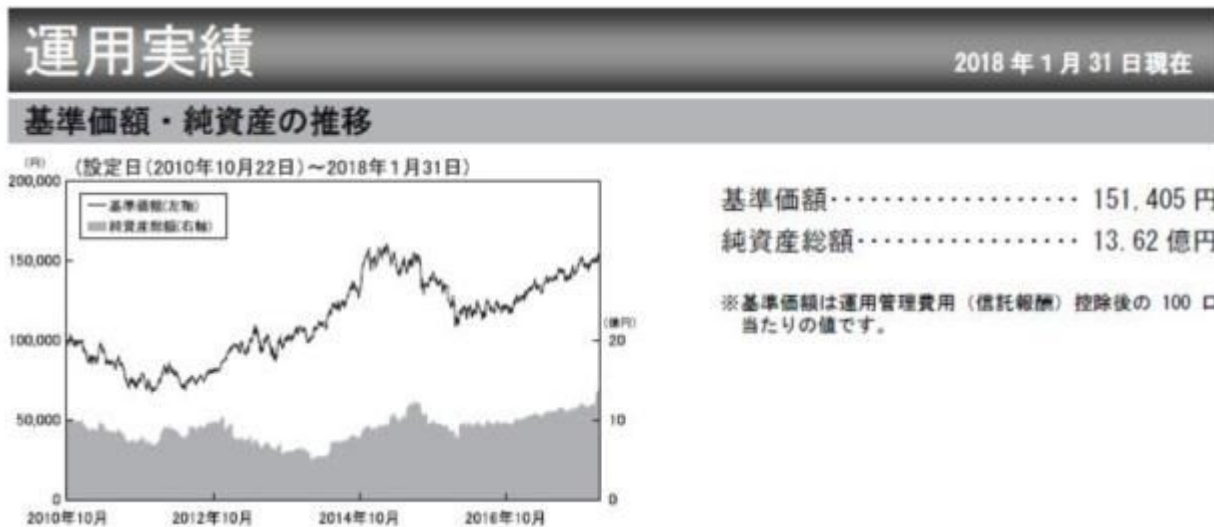 運用実績
2018 年 1 月 31 日現在
基準価額・純資産の推移
(円)
(設定日(2010年10月22日)～2018年1月31日)
200,000
基準価額(左軸)
純資産総額(右軸)
150,000
(億円)
100,000
20
50,000
10
0
0
2010年10月
2012年10月
2014年10月
2016年10月
基準価額・・・・・・・・・・・・・・・・・・・ 151,405 円
純資産総額・・・・・・・・・・・・・・・・・ 13.62 億円
※基準価額は運用管理費用（信託報酬）控除後の 100 口
当たりの値です。